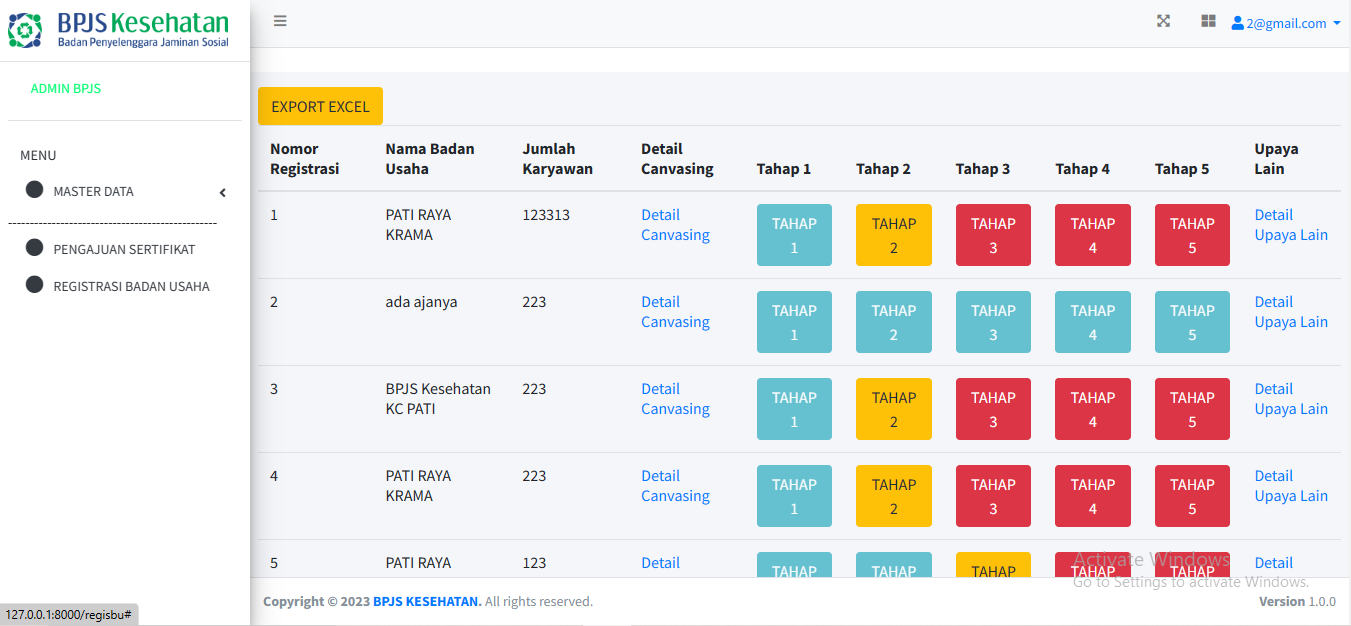 BPJS Kesehatan
Badan Penyelenggara Jaminan Sosial
2@gmail.com
ADMIN BPJS
MENU
MASTER DATA
------------------------------------------------
PENGAJUAN SERTIFIKAT
REGISTRASI BADAN USAHA
EXPORT EXCEL
Nomor Registrasi Nama Badan Usaha Jumlah Karyawan Detail Canvasing Tahap 1 Tahap 2 Tahap 3 Tahap 4 Tahap 5 Upaya Lain
1 PATI RAYA KRAMA 123313 Detail Canvasing TAHAP 1 TAHAP 2 TAHAP 3 TAHAP 4 TAHAP 5 Detail Upaya Lain
2 ada ajanya 223 Detail Canvasing TAHAP 1 TAHAP 2 TAHAP 3 TAHAP 4 TAHAP 5 Detail Upaya Lain
3 BPJS Kesehatan KC PATI 223 Detail Canvasing TAHAP 1 TAHAP 2 TAHAP 3 TAHAP 4 TAHAP 5 Detail Upaya Lain
4 PATI RAYA KRAMA 223 Detail Canvasing TAHAP 1 TAHAP 2 TAHAP 3 TAHAP 4 TAHAP 5 Detail Upaya Lain
5 PATI RAYA 123 Detail TAHAP TAHAP TAHAP TAHAP TAHAP Detail
Activate Windows
Go to Settings to activate Windows.
Copyright © 2023 BPJS KESEHATAN. All rights reserved.
Version 1.0.0
127.0.0.1:8000/regisbu#